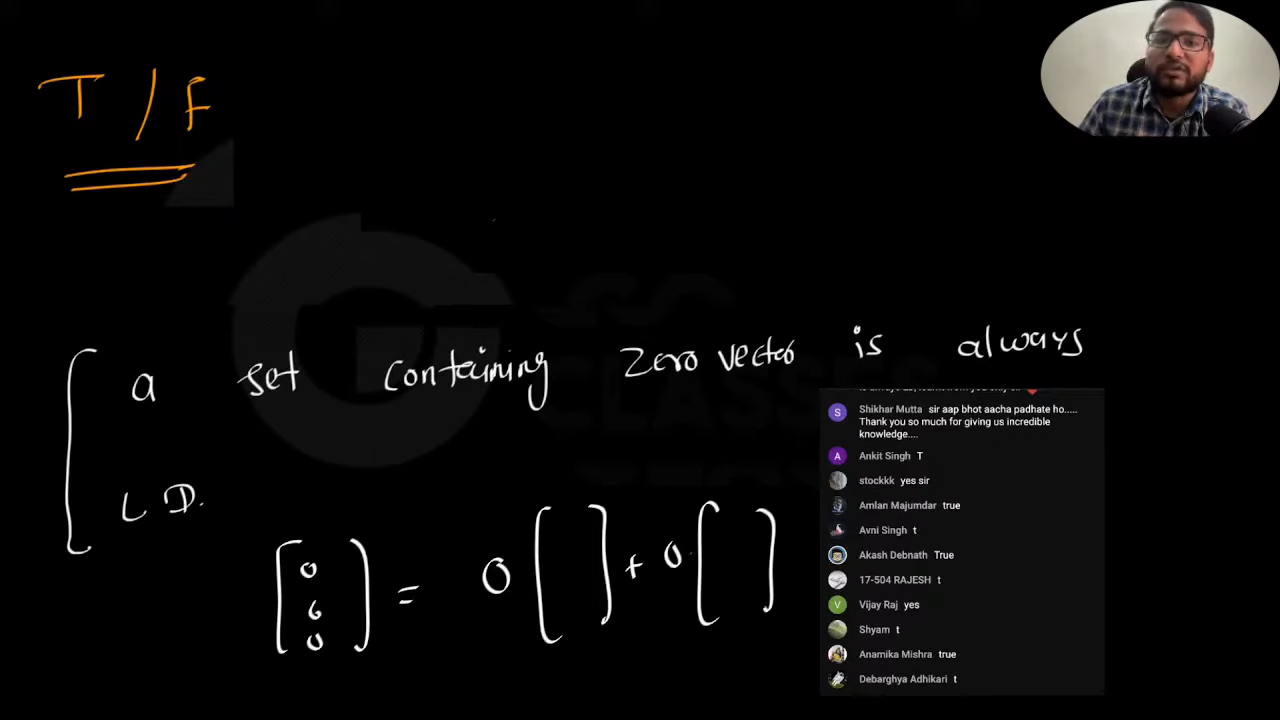 T / F
a set containing zero vector is always
L D.
[0 0 0] = 0 [ ] + 0 [ ]
Shikhar Mutta sir aap bhot aacha padhate ho.....
Thank you so much for giving us incredible
knowledge....
Ankit Singh T
stockkk yes sir
Amlan Majumdar true
Avni Singh t
Akash Debnath True
17-504 RAJESH t
Vijay Raj yes
Shyam t
Anamika Mishra true
Debarghya Adhikari t
CLASSES